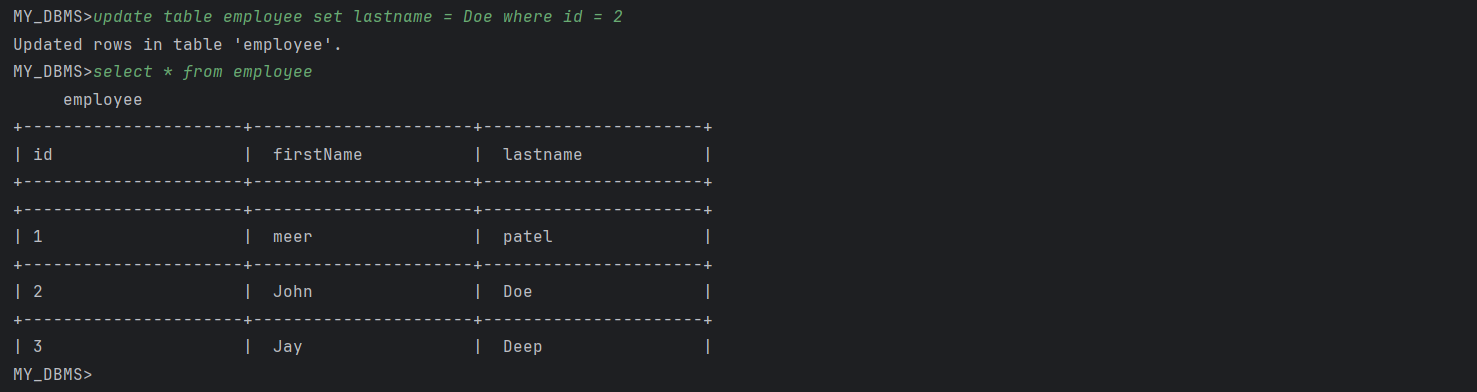 MY_DBMS>update table employee set lastname = Doe where id = 2
Updated rows in table 'employee'.
MY_DBMS>select * from employee
     employee
+----------------------+----------------------+----------------------+
| id                   |  firstName           |  lastname            |
+----------------------+----------------------+----------------------+
+----------------------+----------------------+----------------------+
| 1                    |  meer                |  patel               |
+----------------------+----------------------+----------------------+
| 2                    |  John                |  Doe                 |
+----------------------+----------------------+----------------------+
| 3                    |  Jay                 |  Deep                |
MY_DBMS>